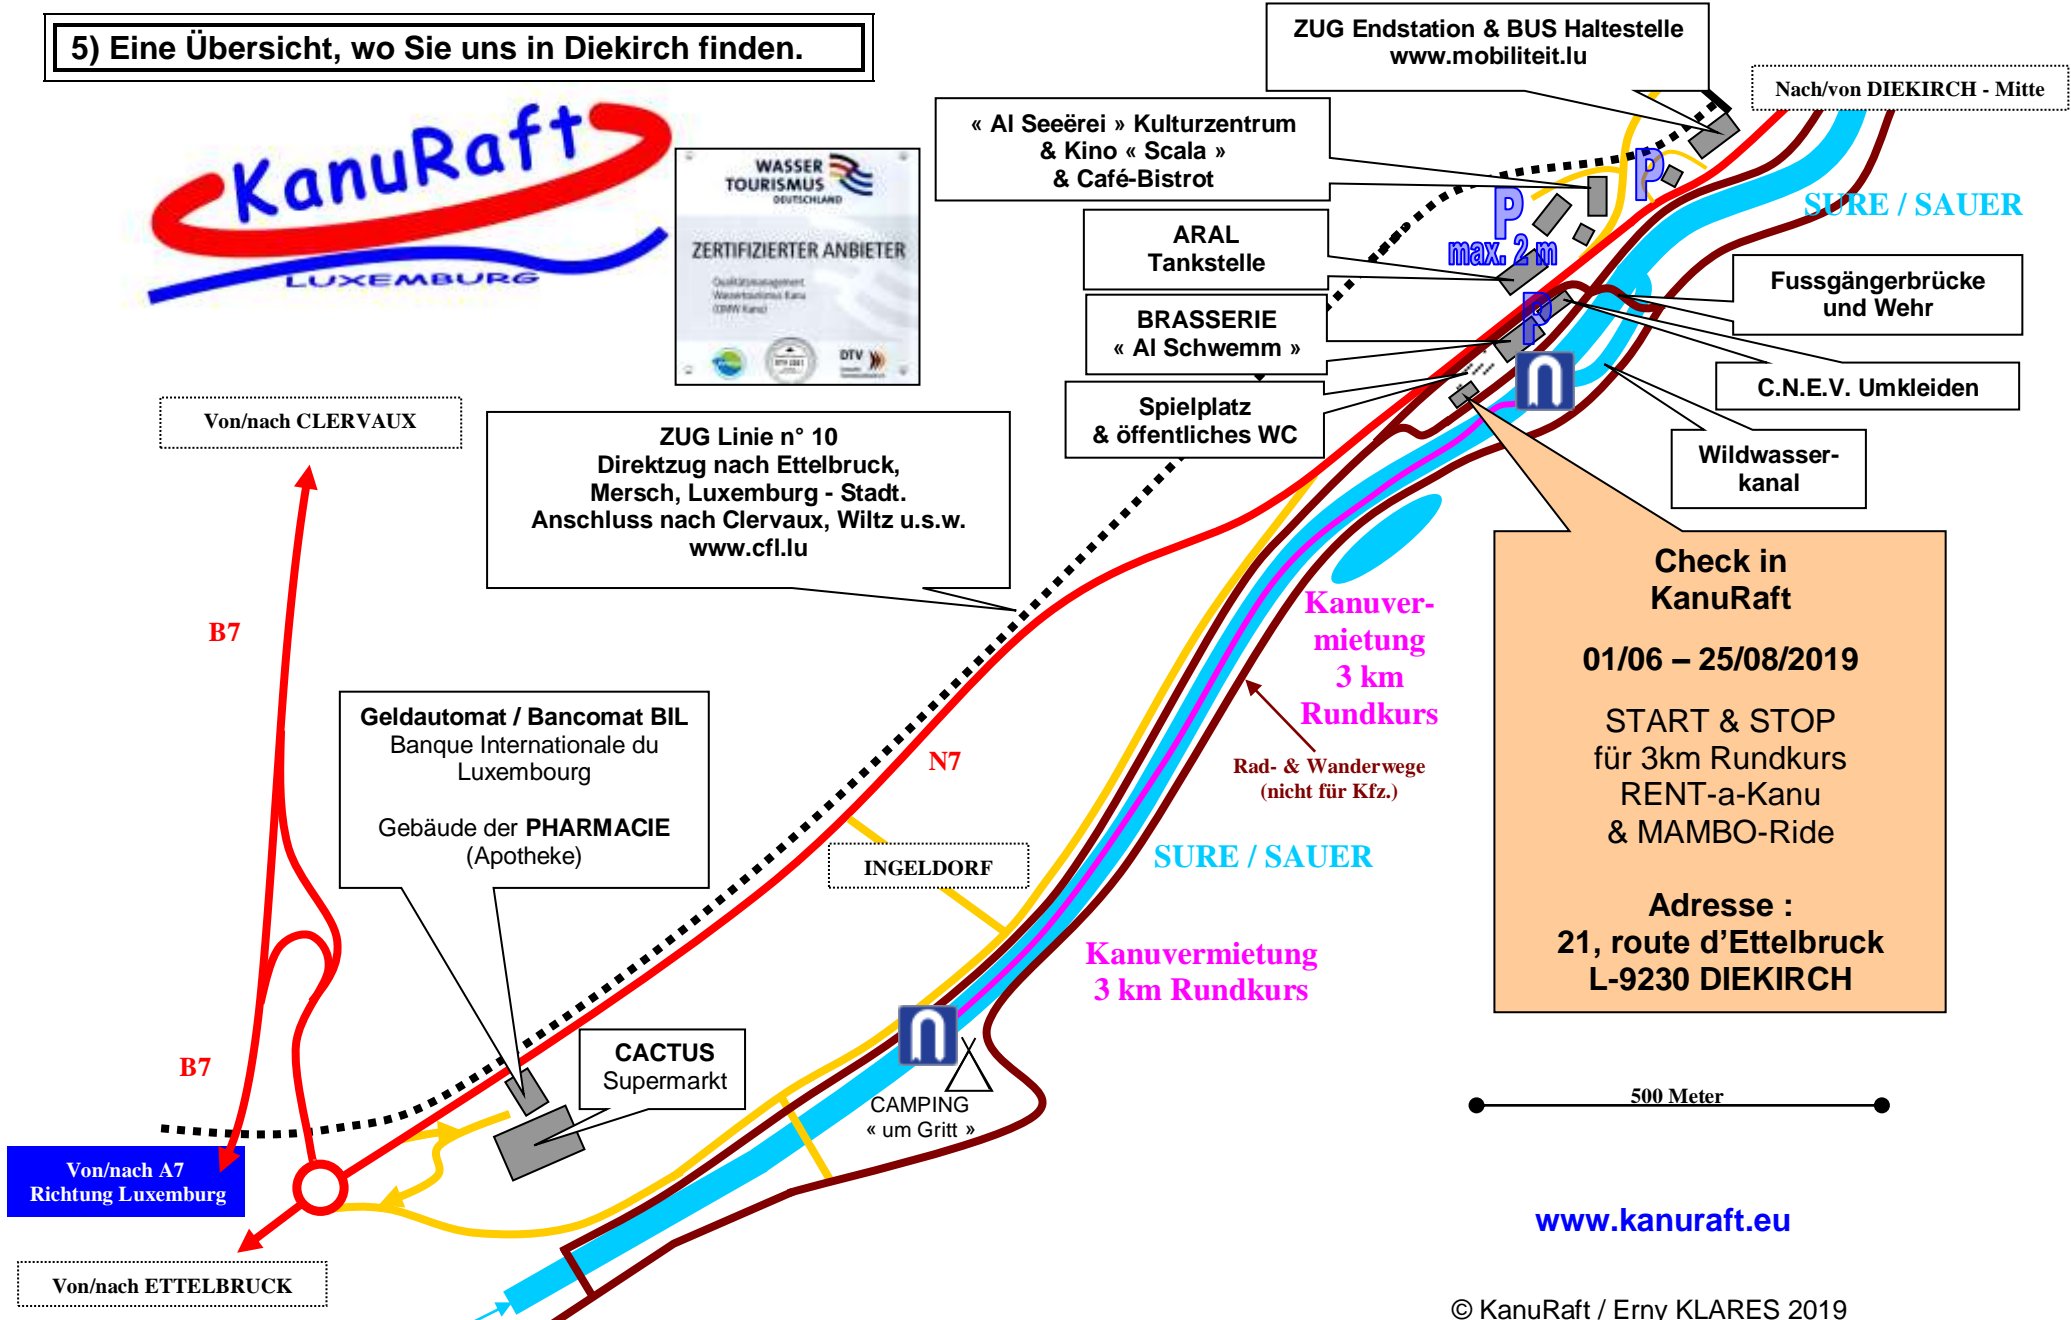 5) Eine Übersicht, wo Sie uns in Diekirch finden.
ZUG Endstation & BUS Haltestelle
www.mobiliteit.lu
Nach/von DIEKIRCH - Mitte
KanuRaft
LUXEMBURG
WASSER
TOURISMUS
DEUTSCHLAND
ZERTIFIZIERTER ANBIETER
Qualitätsmanagement
Wassertourismus Kanu
(QMW Kanu)
DTV
« Al Seeërei » Kulturzentrum
& Kino « Scala »
& Café-Bistrot
P
P
max. 2 m
P
SURE / SAUER
ARAL
Tankstelle
Fussgängerbrücke
und Wehr
BRASSERIE
« Al Schwemm »
C.N.E.V. Umkleiden
Spielplatz
& öffentliches WC
Wildwasser-
kanal
Von/nach CLERVAUX
ZUG Linie n° 10
Direktzug nach Ettelbruck,
Mersch, Luxemburg - Stadt.
Anschluss nach Clervaux, Wiltz u.s.w.
www.cfl.lu
Check in
KanuRaft
01/06 – 25/08/2019
START & STOP
für 3km Rundkurs
RENT-a-Kanu
& MAMBO-Ride
Adresse :
21, route d’Ettelbruck
L-9230 DIEKIRCH
Kanuver-
mietung
3 km
Rundkurs
B7
Geldautomat / Bancomat BIL
Banque Internationale du
Luxembourg
Gebäude der PHARMACIE
(Apotheke)
N7
Rad- & Wanderwege
(nicht für Kfz.)
INGELDORF
SURE / SAUER
Kanuvermietung
3 km Rundkurs
B7
CACTUS
Supermarkt
CAMPING
« um Gritt »
500 Meter
Von/nach A7
Richtung Luxemburg
Von/nach ETTELBRUCK
www.kanuraft.eu
© KanuRaft / Erny KLARES 2019